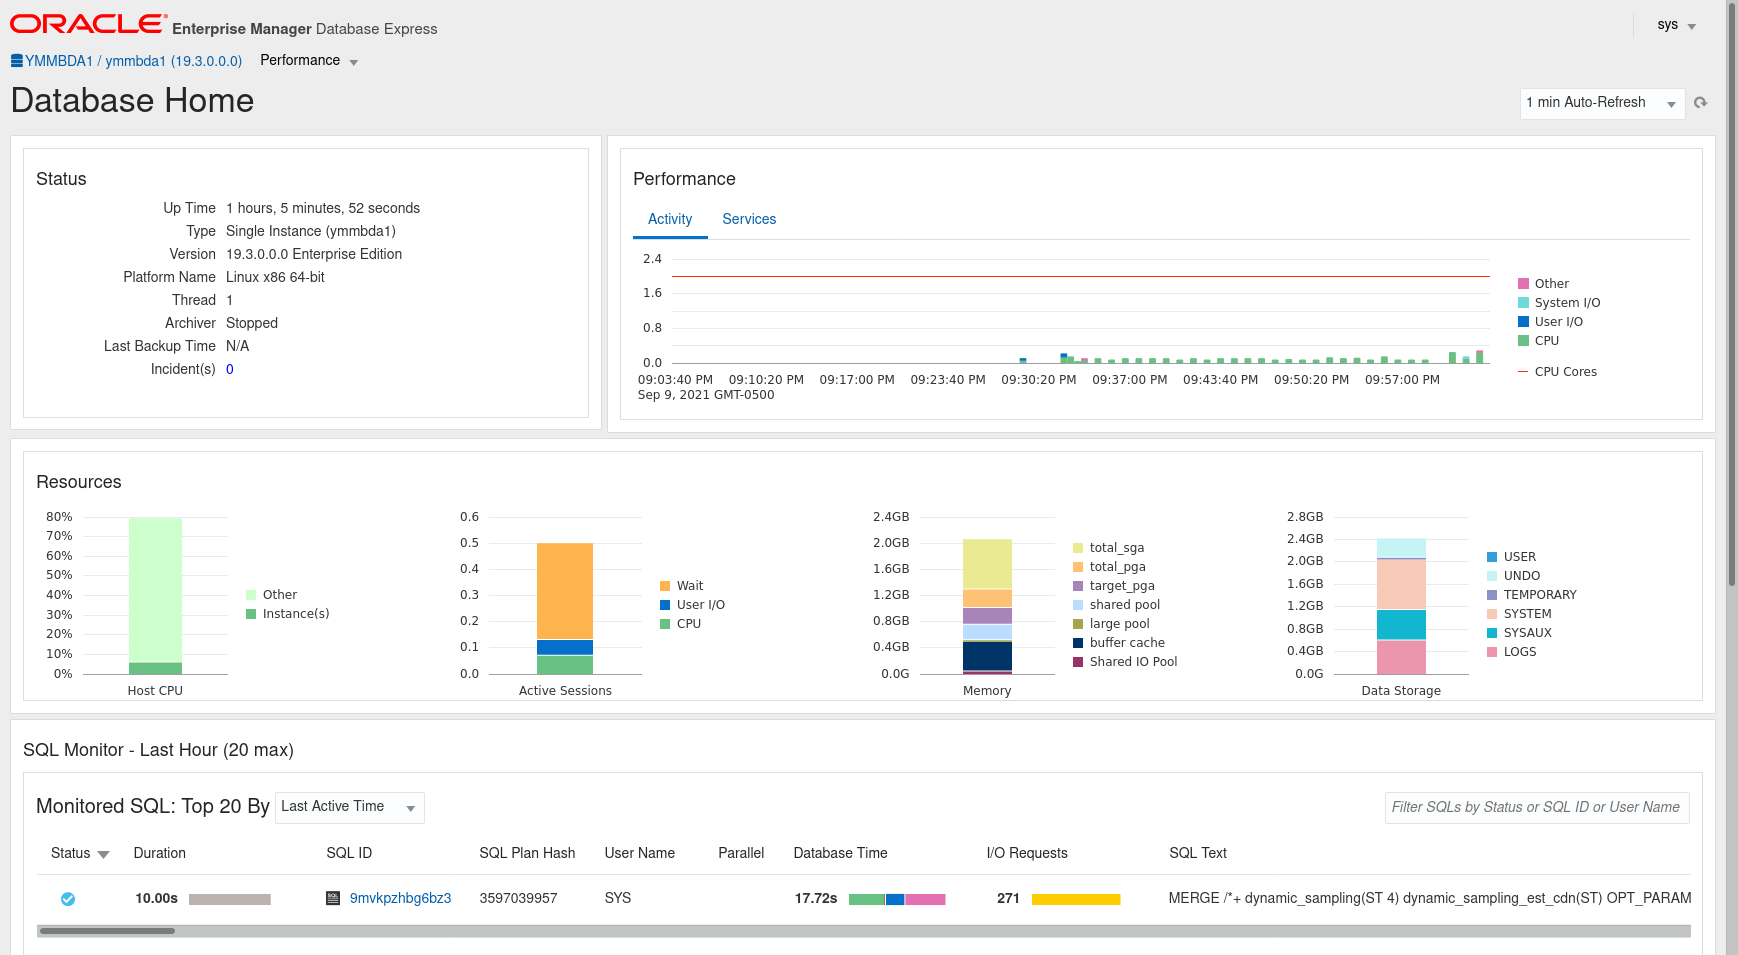 ORACLE Enterprise Manager Database Express
sys
YMMBDA1 / ymmbda1 (19.3.0.0.0) Performance
Database Home
1 min Auto-Refresh
Status
Up Time 1 hours, 5 minutes, 52 seconds
Type Single Instance (ymmbda1)
Version 19.3.0.0.0 Enterprise Edition
Platform Name Linux x86 64-bit
Thread 1
Archiver Stopped
Last Backup Time N/A
Incident(s) 0
Performance
Activity Services
2.4
1.6
0.8
0.0
09:03:40 PM 09:10:20 PM 09:17:00 PM 09:23:40 PM 09:30:20 PM 09:37:00 PM 09:43:40 PM 09:50:20 PM 09:57:00 PM
Sep 9, 2021 GMT-0500
Other
System I/O
User I/O
CPU
CPU Cores
Resources
80%
70%
60%
50%
40%
30%
20%
10%
0%
Host CPU
Other
Instance(s)
0.6
0.5
0.4
0.3
0.2
0.1
0.0
Active Sessions
Wait
User I/O
CPU
2.4GB
2.0GB
1.6GB
1.2GB
0.8GB
0.4GB
0.0G
Memory
total_sga
total_pga
target_pga
shared pool
large pool
buffer cache
Shared IO Pool
2.8GB
2.4GB
2.0GB
1.6GB
1.2GB
0.8GB
0.4GB
0.0G
Data Storage
USER
UNDO
TEMPORARY
SYSTEM
SYSAUX
LOGS
SQL Monitor - Last Hour (20 max)
Monitored SQL: Top 20 By Last Active Time
Filter SQLs by Status or SQL ID or User Name
Status Duration SQL ID SQL Plan Hash User Name Parallel Database Time I/O Requests SQL Text
10.00s SQL 9mvkpzhbg6bz3 3597039957 SYS 17.72s 271 MERGE /*+ dynamic_sampling(ST 4) dynamic_sampling_est_cdn(ST) OPT_PARAM